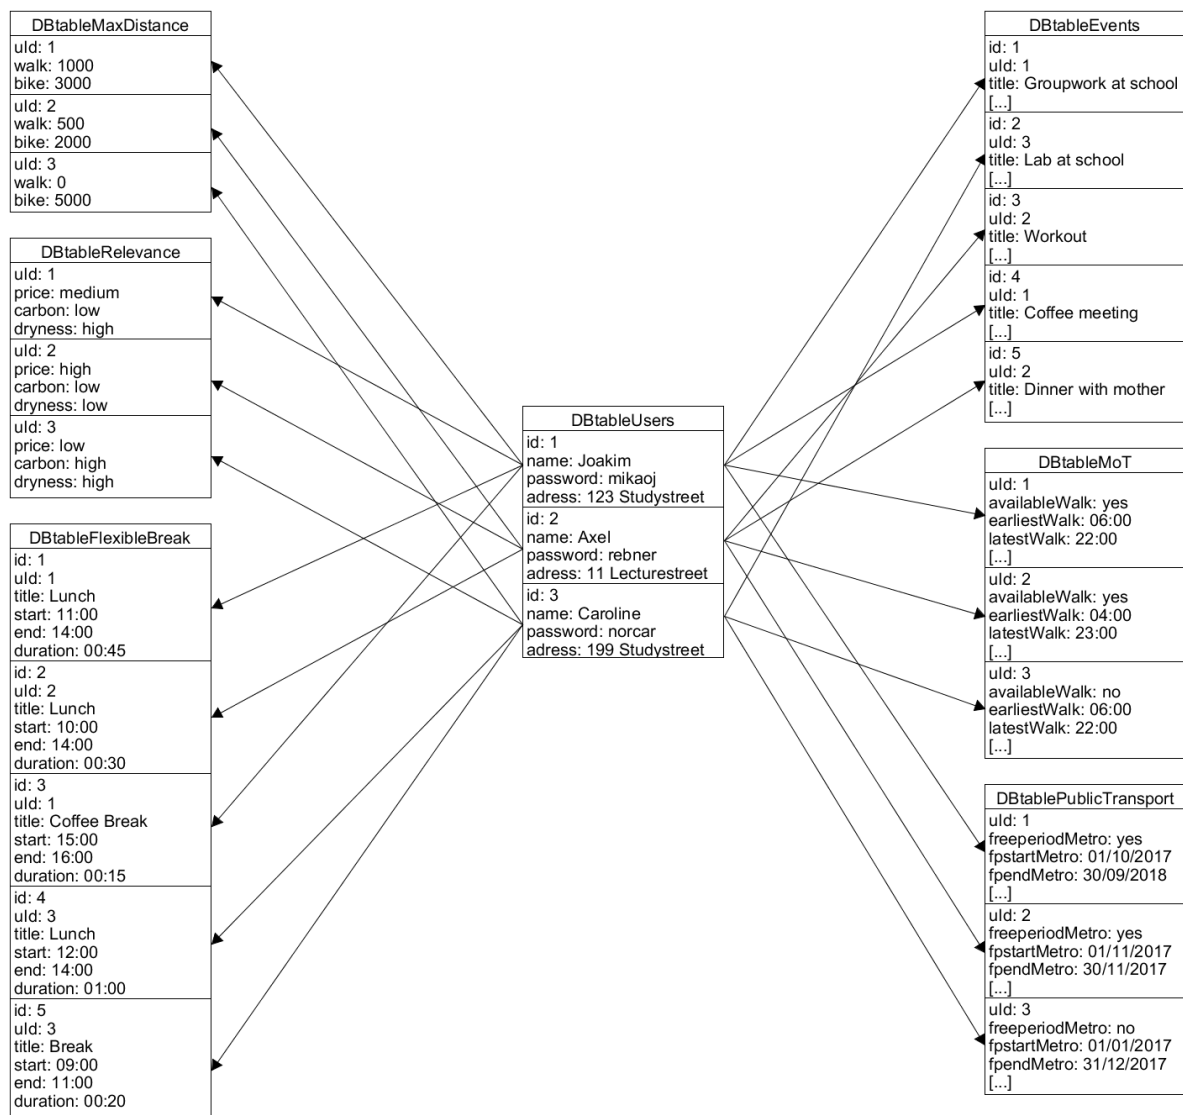 DBtableMaxDistance
uId: 1
walk: 1000
bike: 3000
uId: 2
walk: 500
bike: 2000
uId: 3
walk: 0
bike: 5000
DBtableRelevance
uId: 1
price: medium
carbon: low
dryness: high
uId: 2
price: high
carbon: low
dryness: low
uId: 3
price: low
carbon: high
dryness: high
DBtableFlexibleBreak
id: 1
uId: 1
title: Lunch
start: 11:00
end: 14:00
duration: 00:45
id: 2
uId: 2
title: Lunch
start: 10:00
end: 14:00
duration: 00:30
id: 3
uId: 1
title: Coffee Break
start: 15:00
end: 16:00
duration: 00:15
id: 4
uId: 3
title: Lunch
start: 12:00
end: 14:00
duration: 01:00
id: 5
uId: 3
title: Break
start: 09:00
end: 11:00
duration: 00:20
DBtableUsers
id: 1
name: Joakim
password: mikaoj
adress: 123 Studystreet
id: 2
name: Axel
password: rebner
adress: 11 Lecturestreet
id: 3
name: Caroline
password: norcar
adress: 199 Studystreet
DBtableEvents
id: 1
uId: 1
title: Groupwork at school
[...]
id: 2
uId: 3
title: Lab at school
[...]
id: 3
uId: 2
title: Workout
[...]
id: 4
uId: 1
title: Coffee meeting
[...]
id: 5
uId: 2
title: Dinner with mother
[...]
DBtableMoT
uId: 1
availableWalk: yes
earliestWalk: 06:00
latestWalk: 22:00
[...]
uId: 2
availableWalk: yes
earliestWalk: 04:00
latestWalk: 23:00
[...]
uId: 3
availableWalk: no
earliestWalk: 06:00
latestWalk: 22:00
[...]
DBtablePublicTransport
uId: 1
freeperiodMetro: yes
fpstartMetro: 01/10/2017
fpendMetro: 30/09/2018
[...]
uId: 2
freeperiodMetro: yes
fpstartMetro: 01/11/2017
fpendMetro: 30/11/2017
[...]
uId: 3
freeperiodMetro: no
fpstartMetro: 01/01/2017
fpendMetro: 31/12/2017
[...]